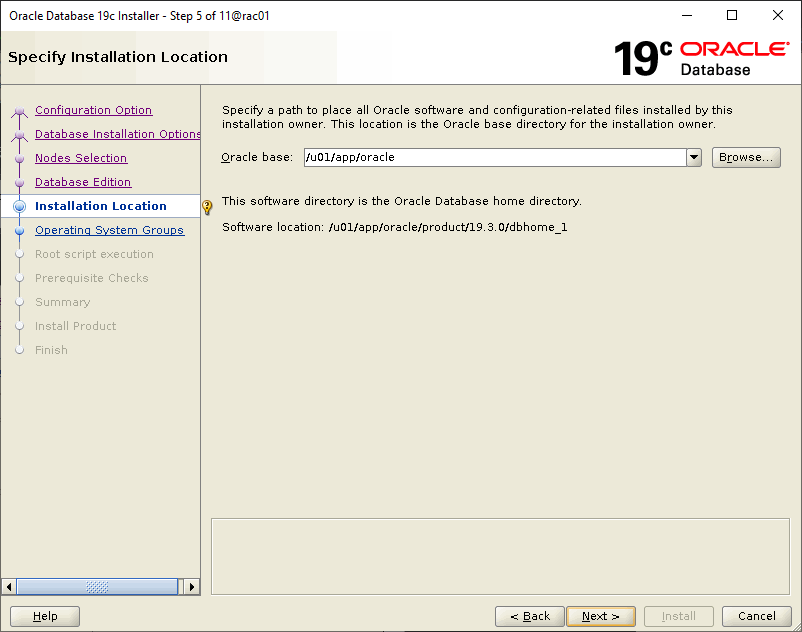 Oracle Database 19c Installer - Step 5 of 11@rac01
Specify Installation Location
19c ORACLE
Database
Configuration Option
Database Installation Options
Nodes Selection
Database Edition
Installation Location
Operating System Groups
Root script execution
Prerequisite Checks
Summary
Install Product
Finish
Specify a path to place all Oracle software and configuration-related files installed by this
installation owner. This location is the Oracle base directory for the installation owner.
Oracle base: /u01/app/oracle Browse...
This software directory is the Oracle Database home directory.
Software location: /u01/app/oracle/product/19.3.0/dbhome_1
Help < Back Next > Install Cancel